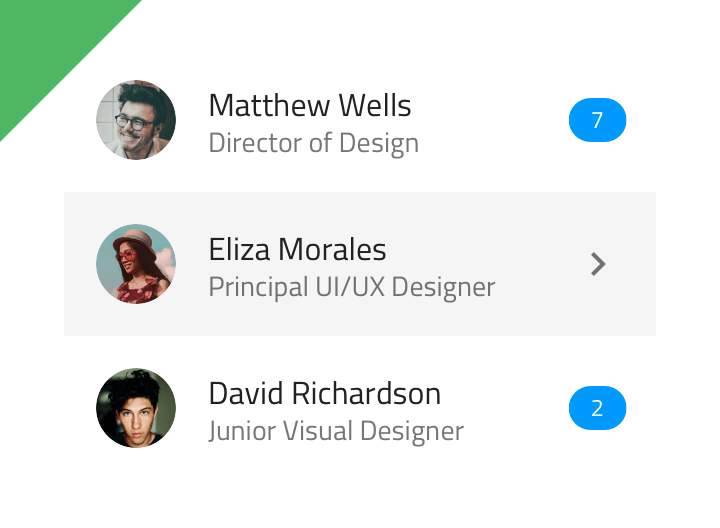 Matthew Wells
Director of Design
7
Eliza Morales
Principal UI/UX Designer
David Richardson
Junior Visual Designer
2